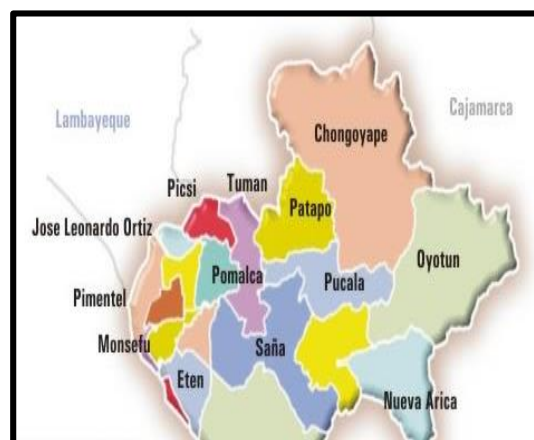 Lambayeque
Cajamarca
Chongoyape
Picsi
Tuman
Patapo
Jose Leonardo Ortiz
Oyotun
Pomalca
Pucala
Pimentel
Monsefu
Saña
Eten
Nueva Arica